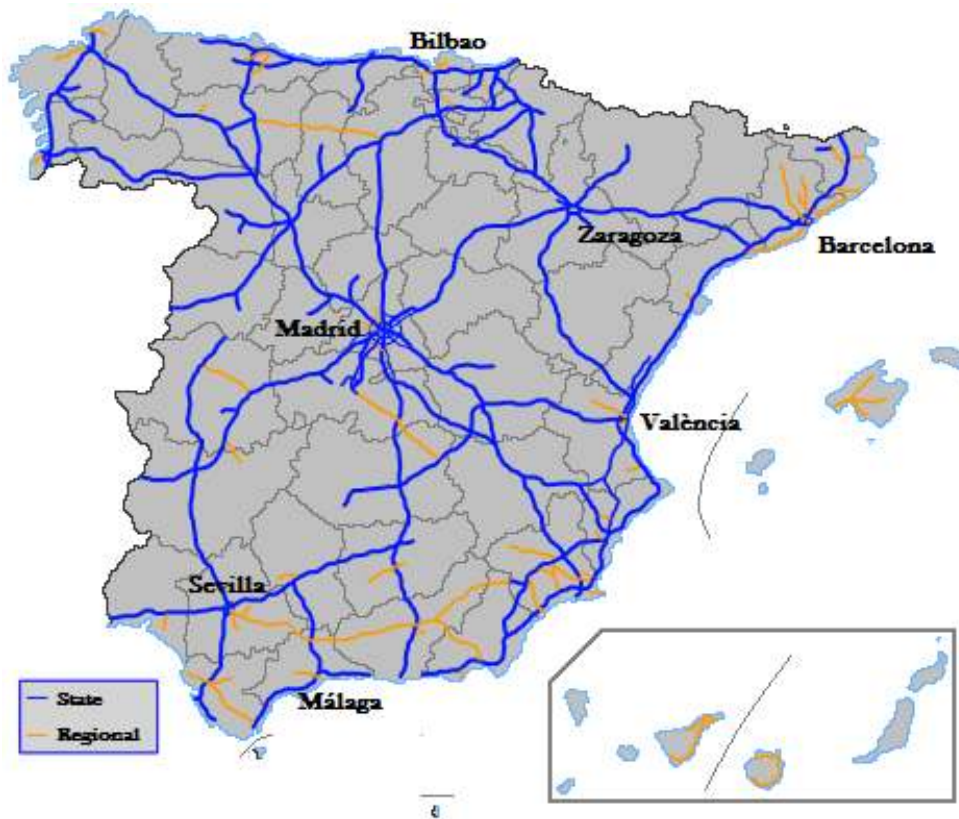 Bilbao
Zaragoza
Barcelona
Madrid
València
Sevilla
Málaga
State
Regional